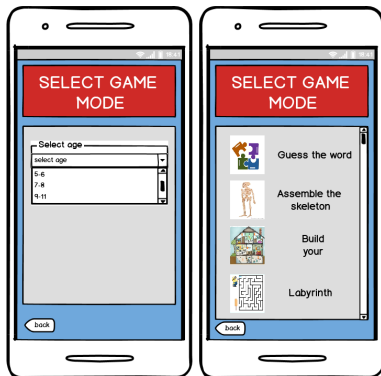 SELECT GAME
MODE
Select age
select age
5-6
7-8
9-11
back
SELECT GAME
MODE
Guess the word
Assemble the
skeleton
Build
your
Labyrinth
back